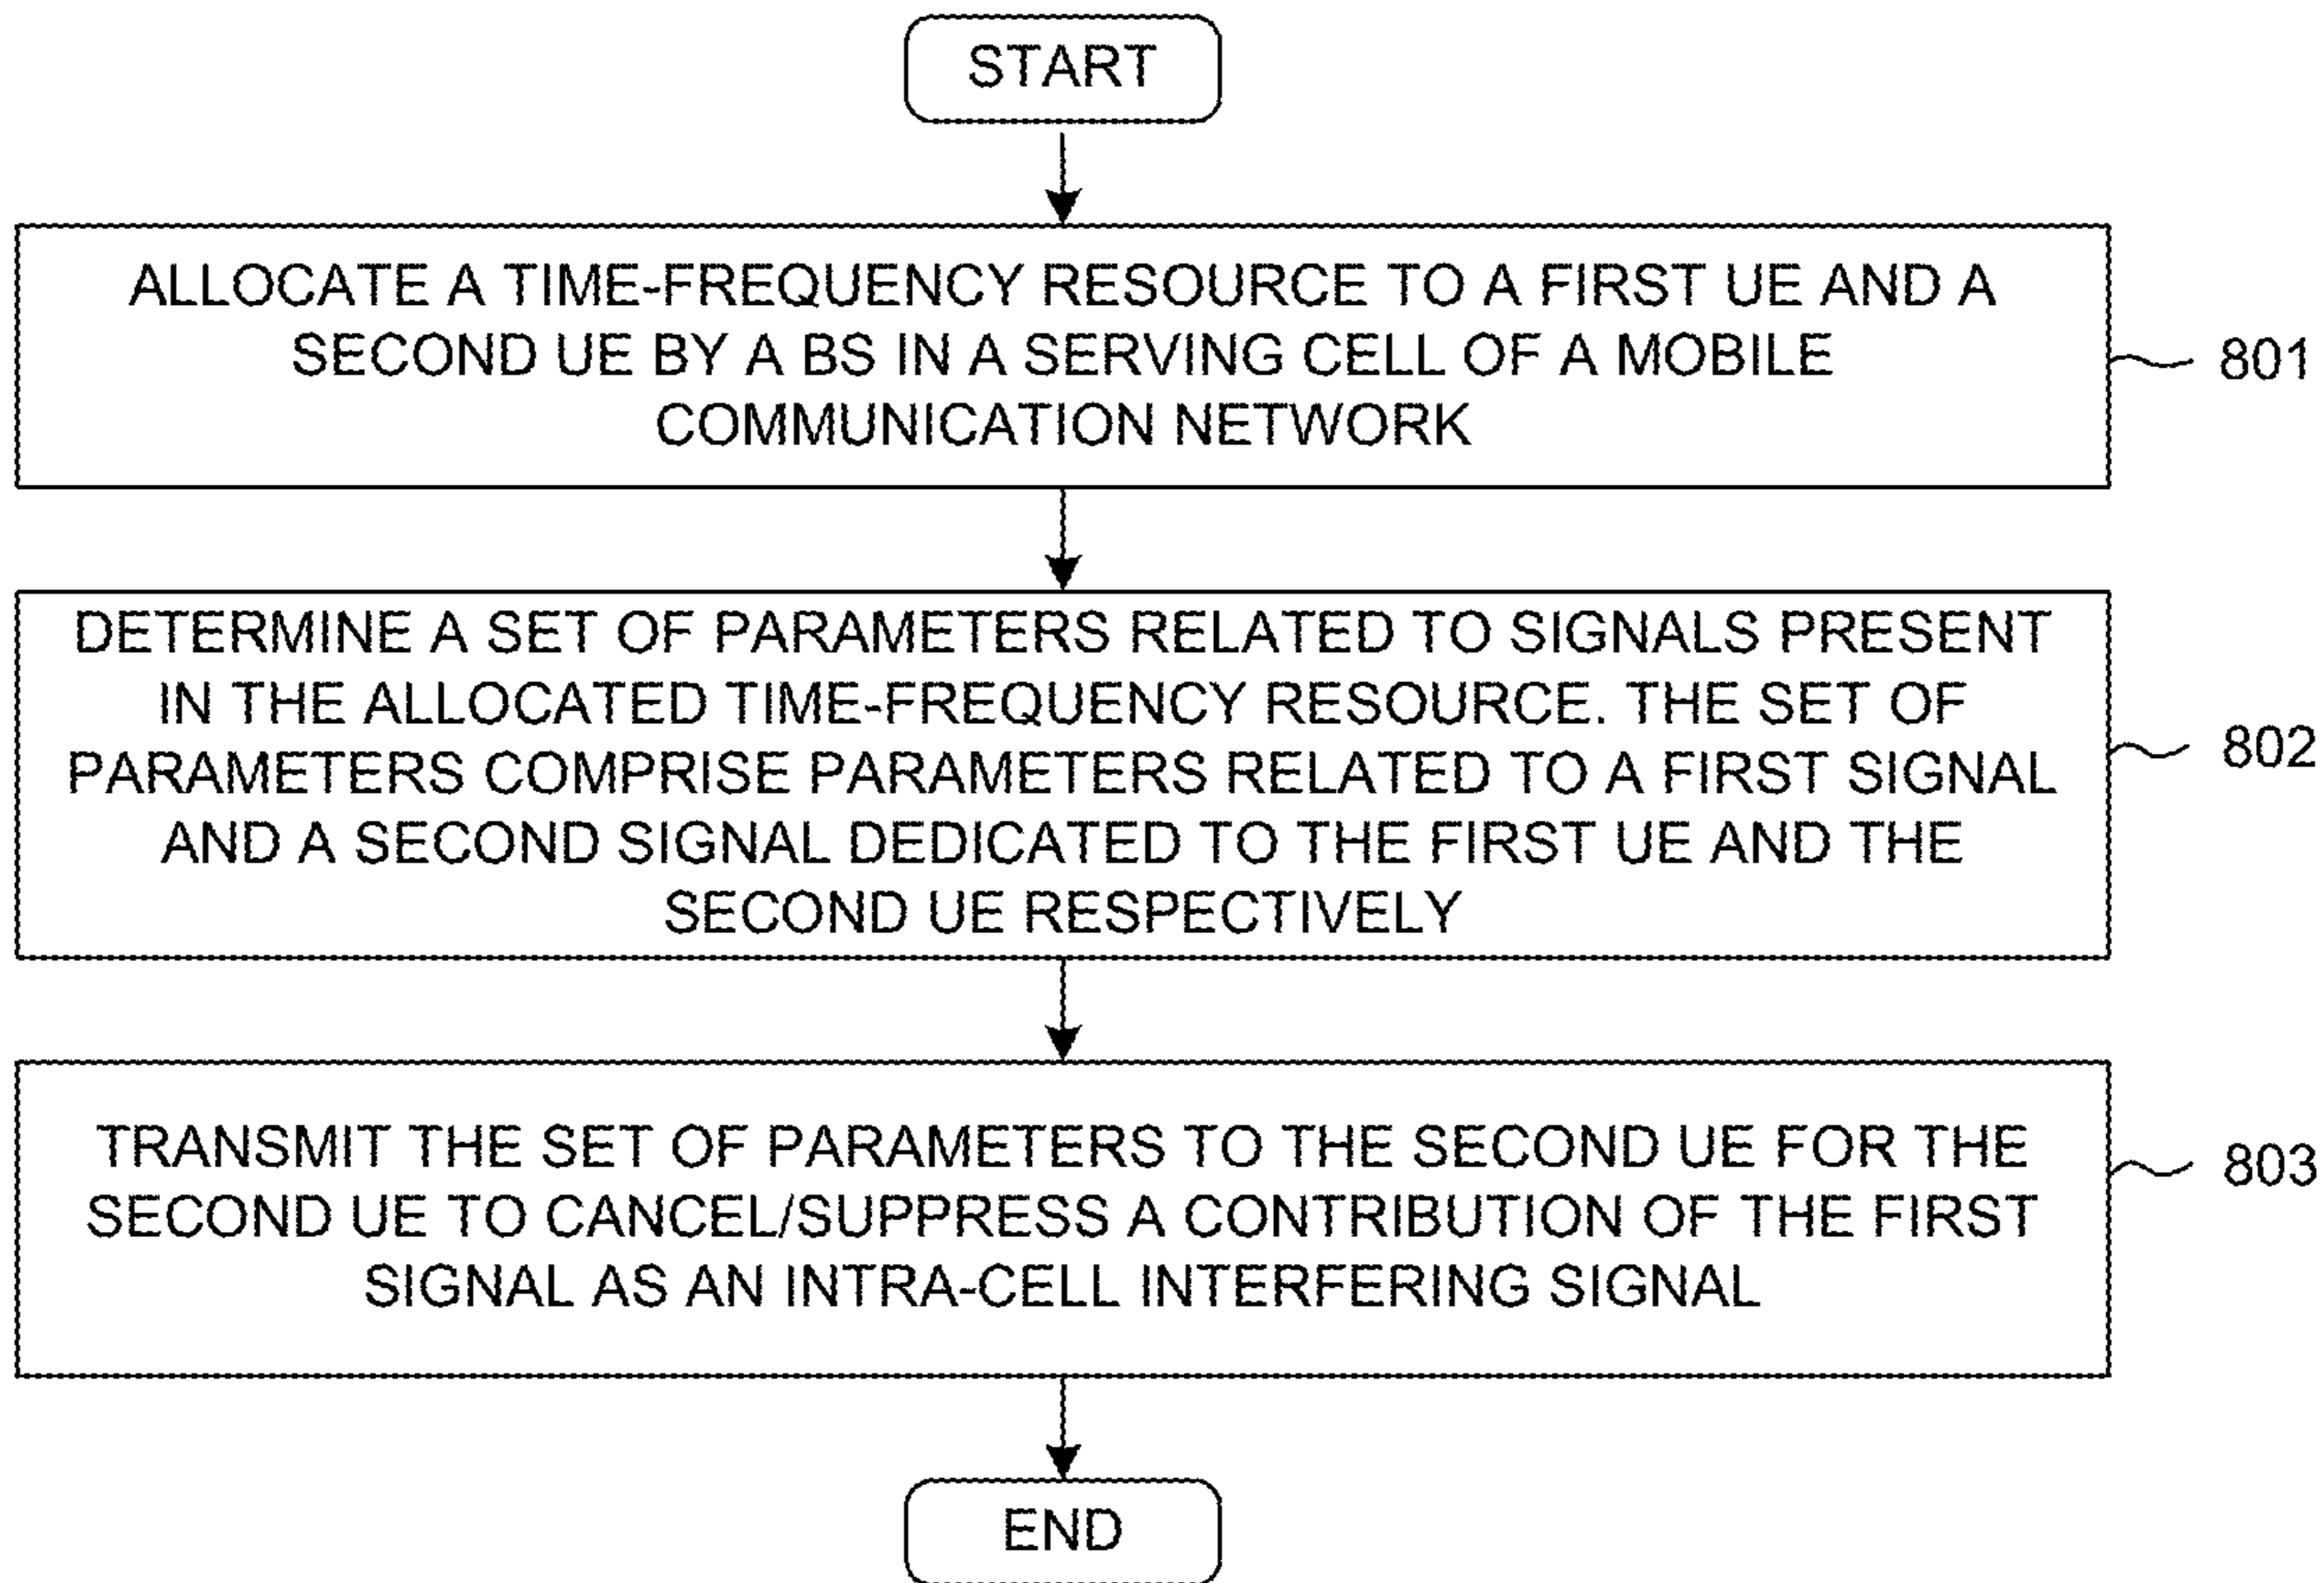 START
ALLOCATE A TIME-FREQUENCY RESOURCE TO A FIRST UE AND A
SECOND UE BY A BS IN A SERVING CELL OF A MOBILE
COMMUNICATION NETWORK
801
DETERMINE A SET OF PARAMETERS RELATED TO SIGNALS PRESENT
IN THE ALLOCATED TIME-FREQUENCY RESOURCE. THE SET OF
PARAMETERS COMPRISE PARAMETERS RELATED TO A FIRST SIGNAL
AND A SECOND SIGNAL DEDICATED TO THE FIRST UE AND THE
SECOND UE RESPECTIVELY
802
TRANSMIT THE SET OF PARAMETERS TO THE SECOND UE FOR THE
SECOND UE TO CANCEL/SUPPRESS A CONTRIBUTION OF THE FIRST
SIGNAL AS AN INTRA-CELL INTERFERING SIGNAL
803
END